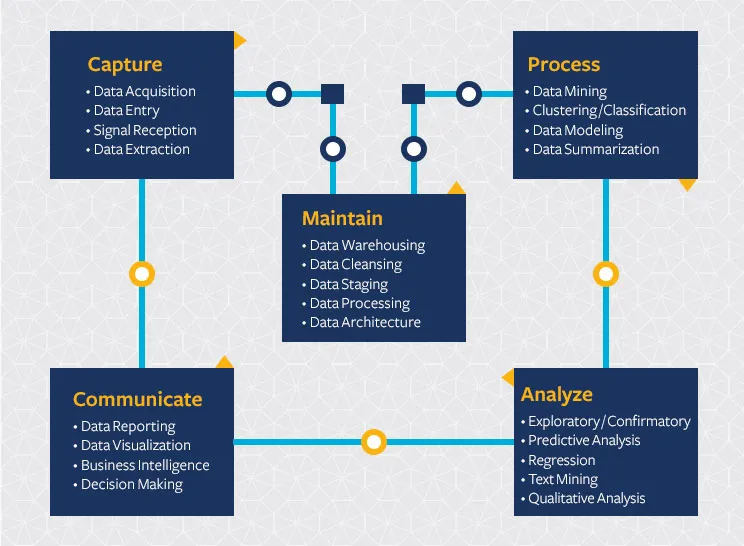 Capture
• Data Acquisition
• Data Entry
• Signal Reception
• Data Extraction
Process
• Data Mining
• Clustering/Classification
• Data Modeling
• Data Summarization
Maintain
• Data Warehousing
• Data Cleansing
• Data Staging
• Data Processing
• Data Architecture
Communicate
• Data Reporting
• Data Visualization
• Business Intelligence
• Decision Making
Analyze
• Exploratory/Confirmatory
• Predictive Analysis
• Regression
• Text Mining
• Qualitative Analysis